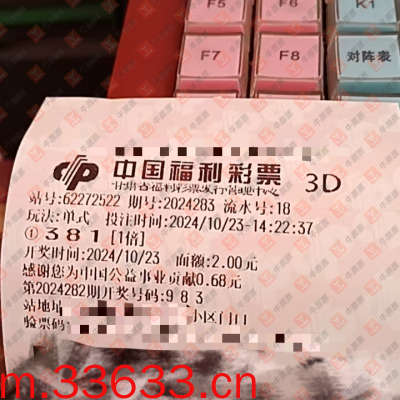 F5 F6 K1
F7 F8 对阵表
中国福利彩票 3D
站号:62272522 期号:2024283 流水号:18
玩法:单式 投注时间:2024/10/23-14:22:37
①3 8 1 [1倍]
开奖时间:2024/10/23 面额:2.00元
感谢您为中国公益事业贡献0.68元
第2024282期开奖号码:9 8 3
站地址 小区门口
验票码:
m.33633.cn